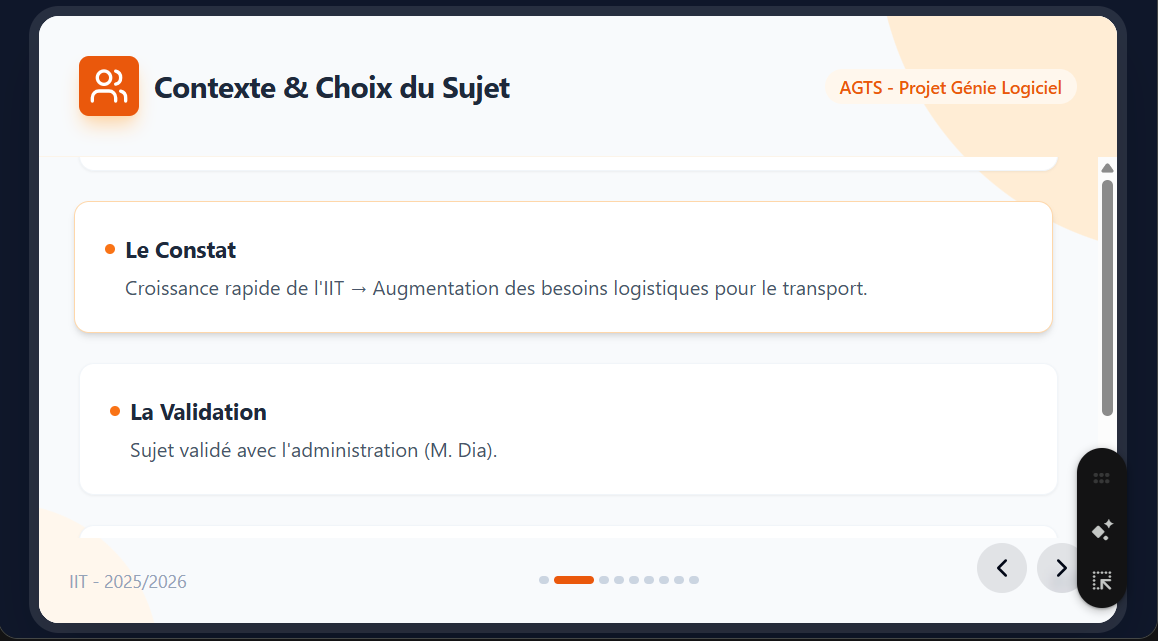 Contexte & Choix du Sujet
AGTS - Projet Génie Logiciel
Le Constat
Croissance rapide de l'IIT → Augmentation des besoins logistiques pour le transport.
La Validation
Sujet validé avec l'administration (M. Dia).
IIT - 2025/2026